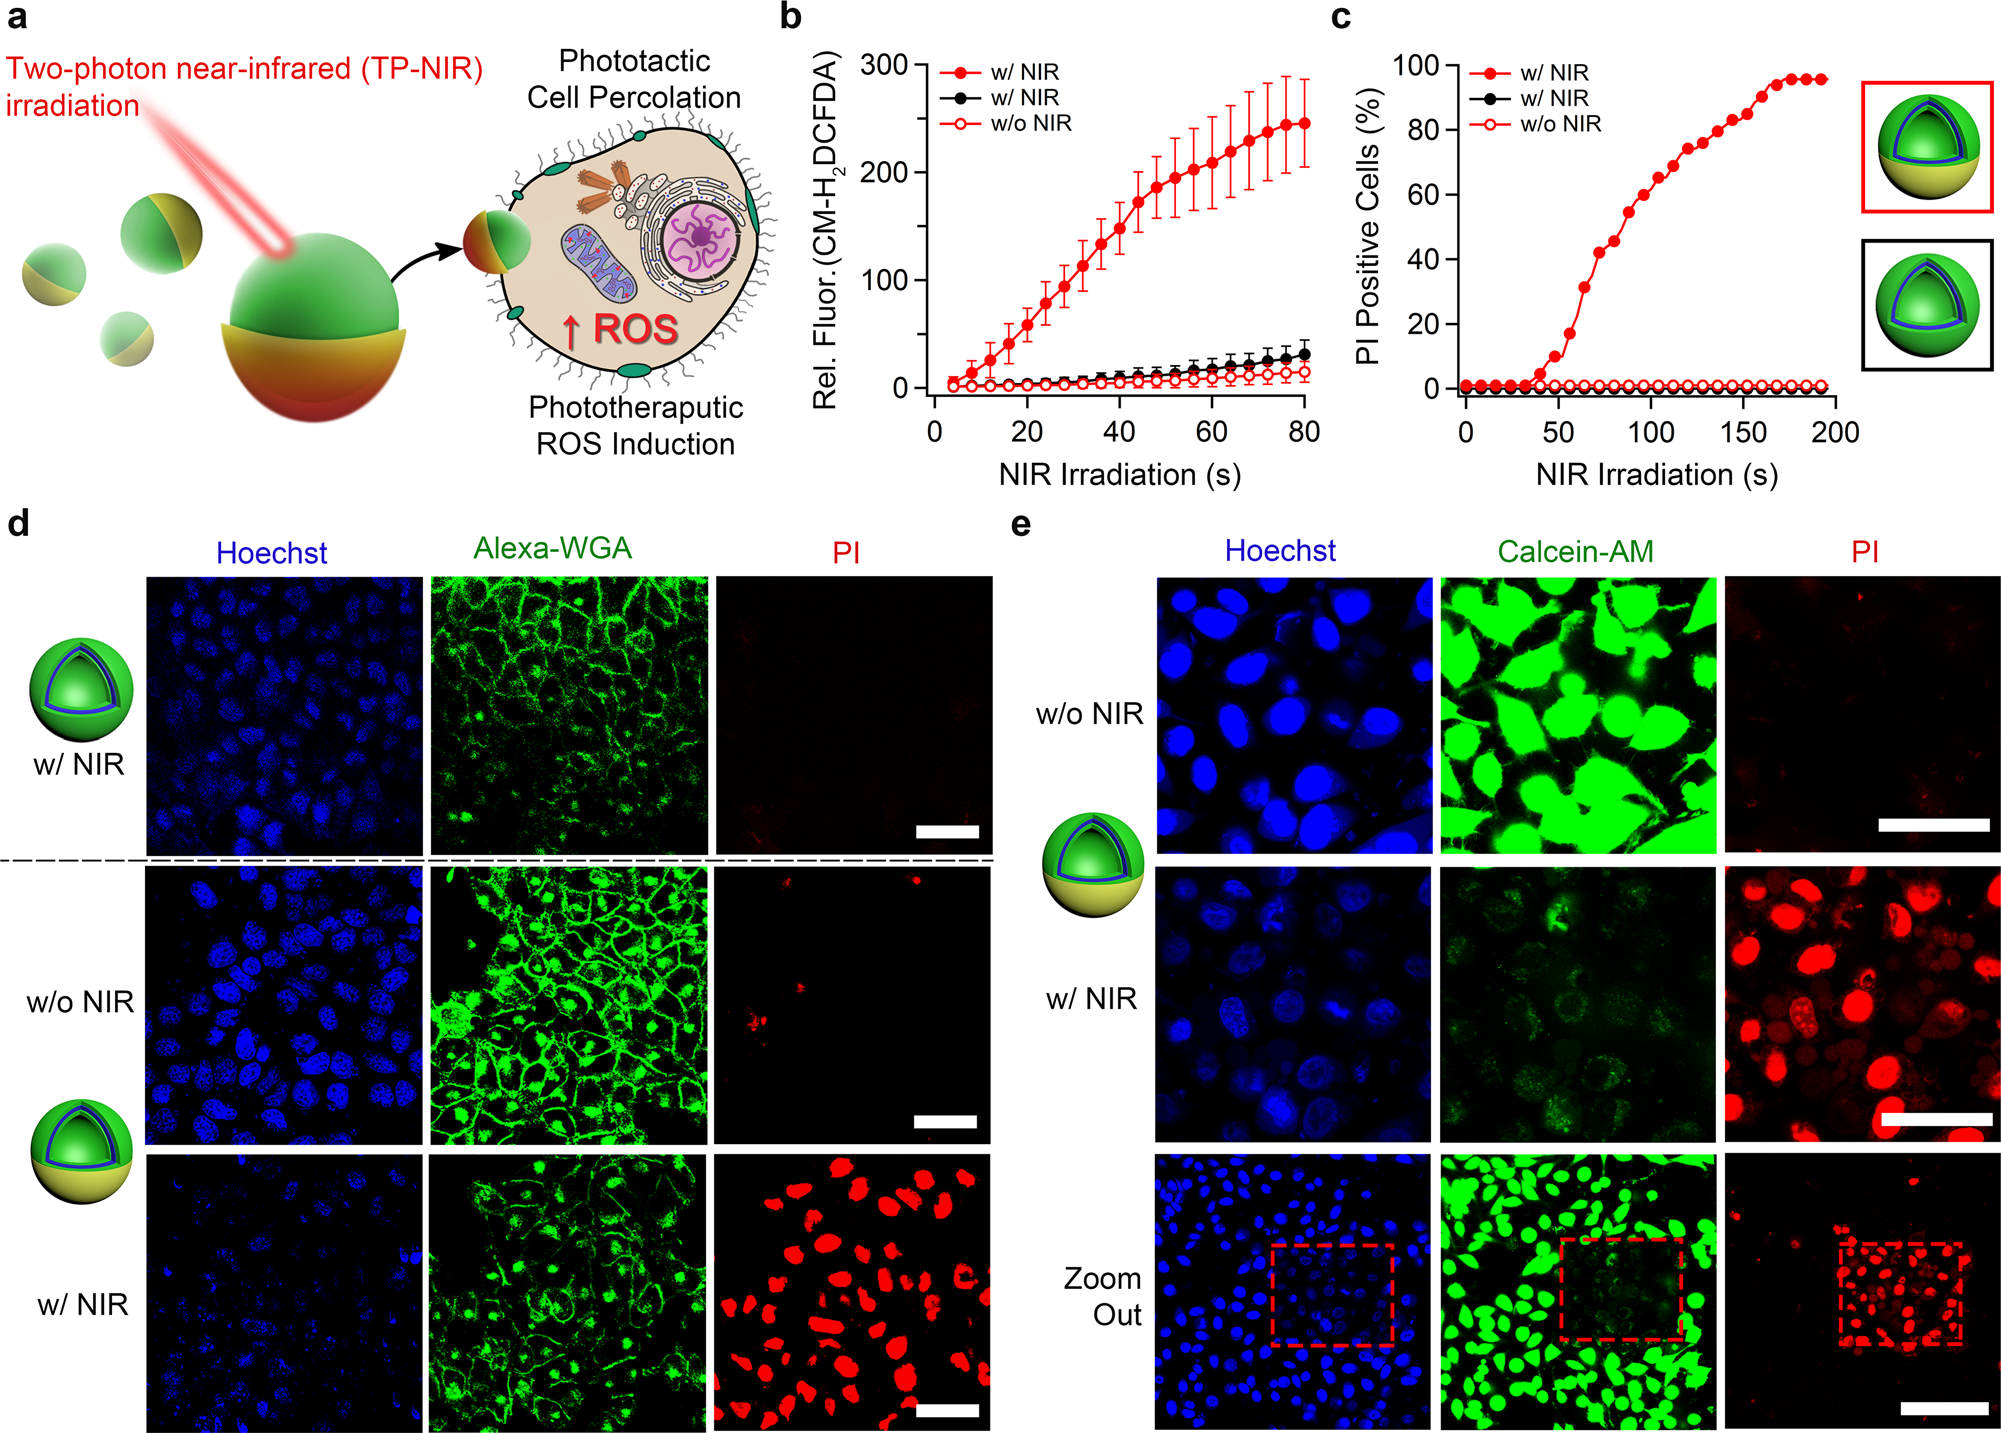 a
Two-photon near-infrared (TP-NIR)
irradiation
Phototactic
Cell Percolation
↑ ROS
Phototheraputic
ROS Induction
b
Rel. Fluor. (CM-H2DCFDA)
300
200
100
0
w/ NIR
w/ NIR
w/o NIR
0 20 40 60 80
NIR Irradiation (s)
c
PI Positive Cells (%)
100
80
60
40
20
0
w/ NIR
w/ NIR
w/o NIR
0 50 100 150 200
NIR Irradiation (s)
d
Hoechst Alexa-WGA PI
w/ NIR
w/o NIR
w/ NIR
e
Hoechst Calcein-AM PI
w/o NIR
w/ NIR
Zoom
Out